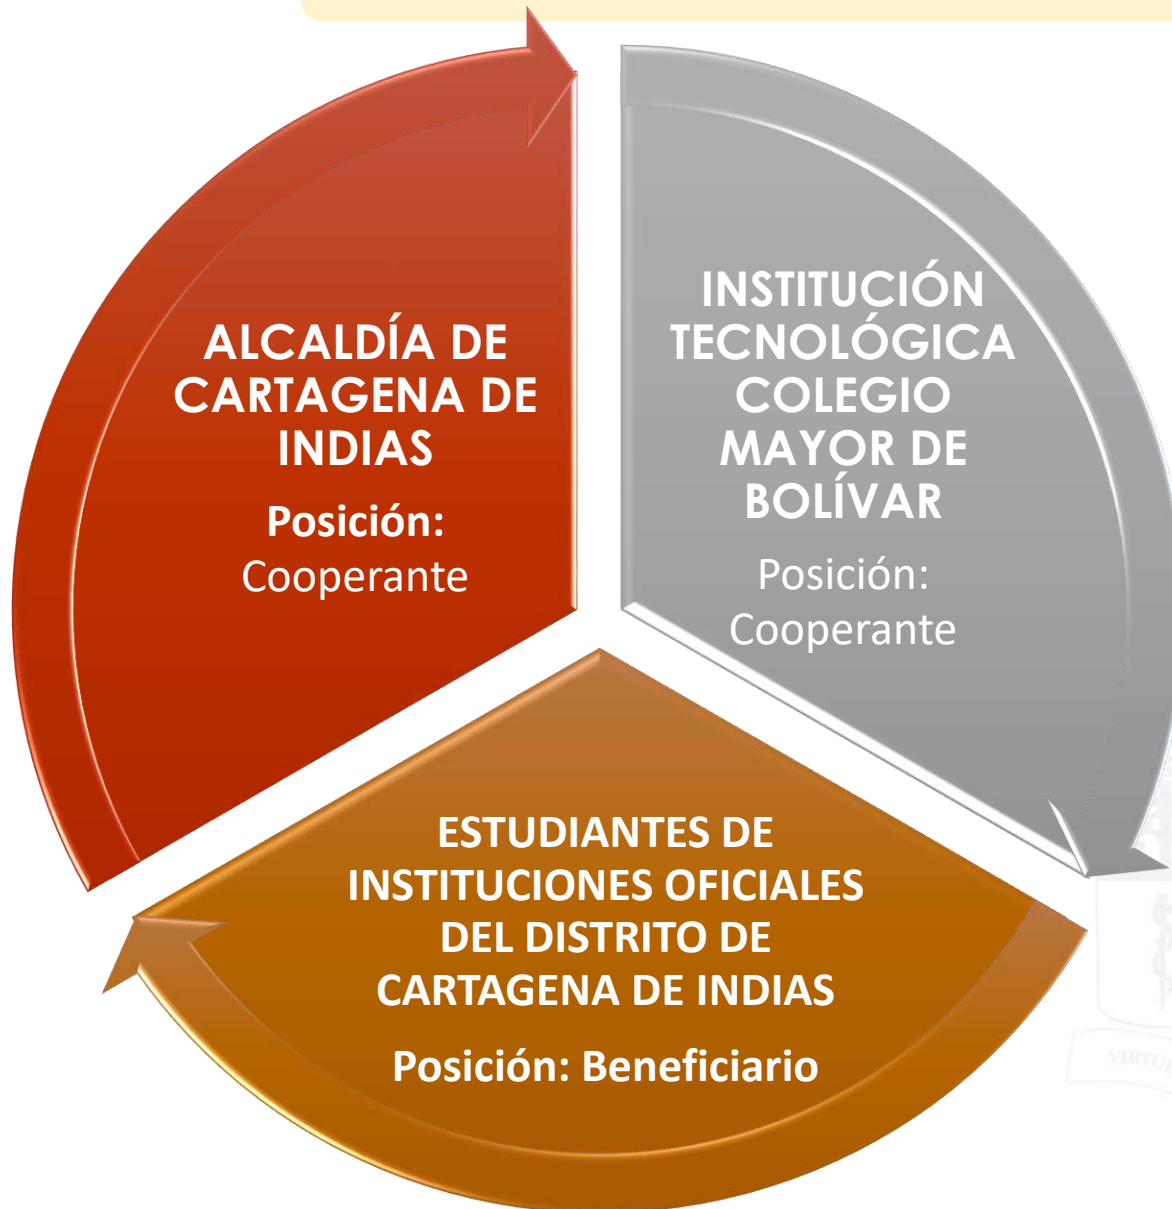 ALCALDÍA DE
CARTAGENA DE
INDIAS
Posición:
Cooperante
INSTITUCIÓN
TECNOLÓGICA
COLEGIO
MAYOR DE
BOLÍVAR
Posición:
Cooperante
ESTUDIANTES DE
INSTITUCIONES OFICIALES
DEL DISTRITO DE
CARTAGENA DE INDIAS
Posición: Beneficiario